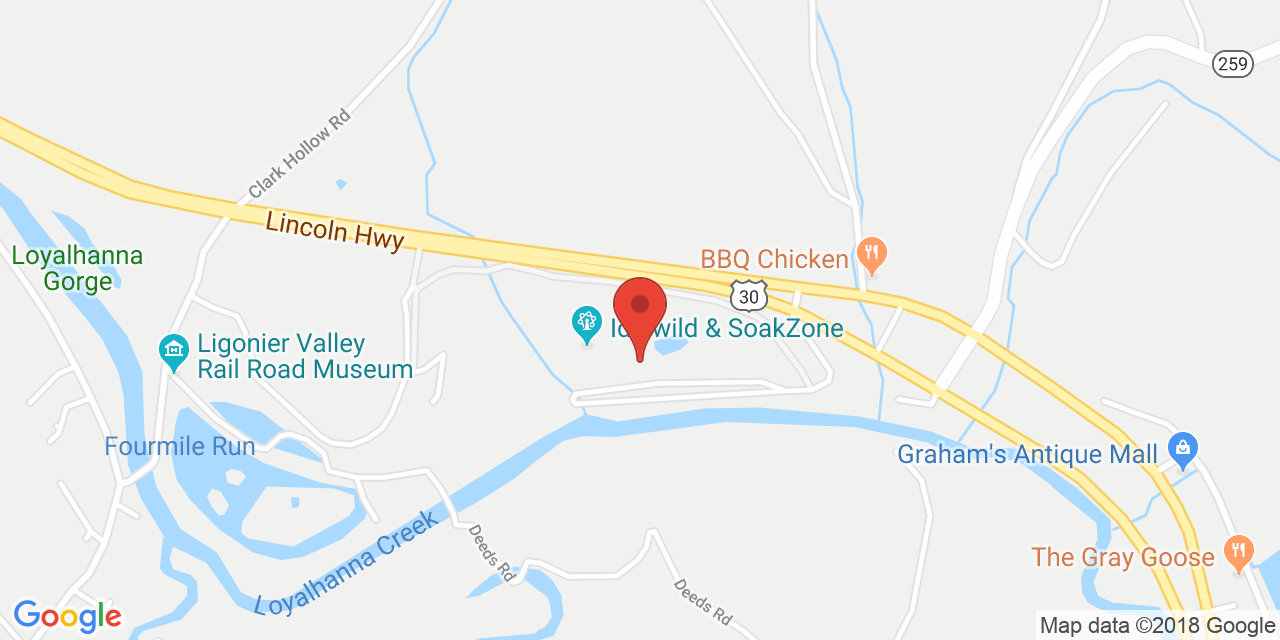 259
Clark Hollow Rd
Lincoln Hwy
Loyalhanna
Gorge
BBQ Chicken
30
& SoakZone
Ligonier Valley
Rail Road Museum
Fourmile Run
Graham's Antique Mall
Loyalhanna Creek
Deeds Rd
The Gray Goose
Deeds Rd
Google
Map data ©2018 Google